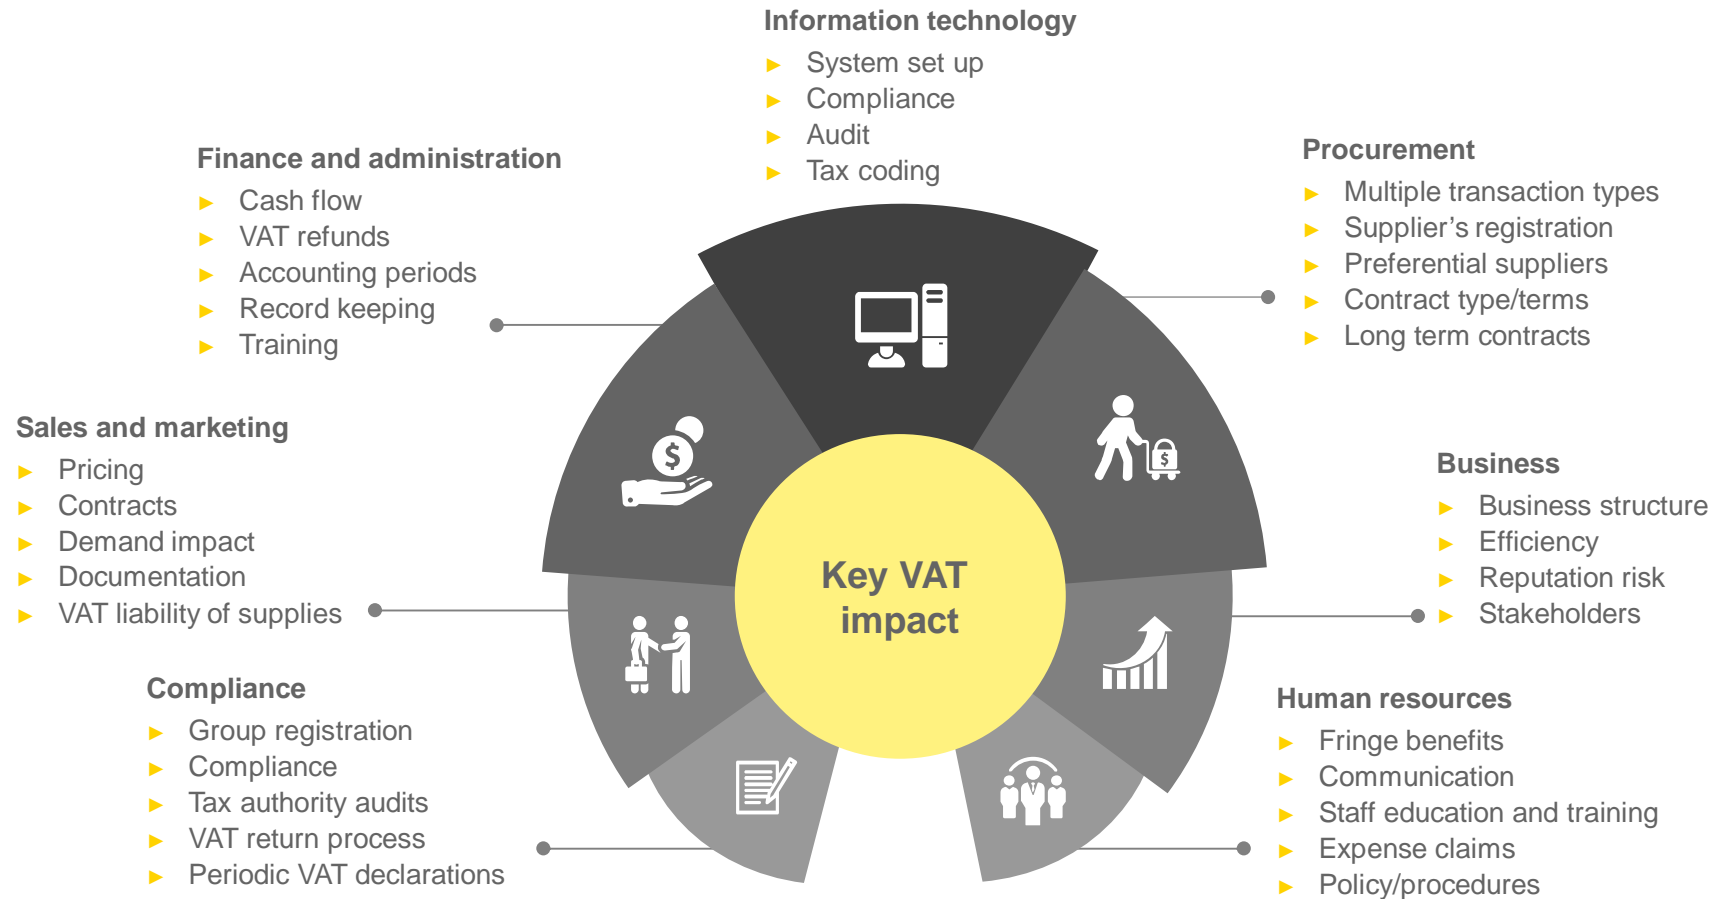 Information technology
► System set up
► Compliance
► Audit
► Tax coding
Finance and administration
► Cash flow
► VAT refunds
► Accounting periods
► Record keeping
► Training
Procurement
► Multiple transaction types
► Supplier’s registration
► Preferential suppliers
► Contract type/terms
► Long term contracts
Sales and marketing
► Pricing
► Contracts
► Demand impact
► Documentation
► VAT liability of supplies
Business
► Business structure
► Efficiency
► Reputation risk
► Stakeholders
$
$
Key VAT
impact
Compliance
► Group registration
► Compliance
► Tax authority audits
► VAT return process
► Periodic VAT declarations
Human resources
► Fringe benefits
► Communication
► Staff education and training
► Expense claims
► Policy/procedures